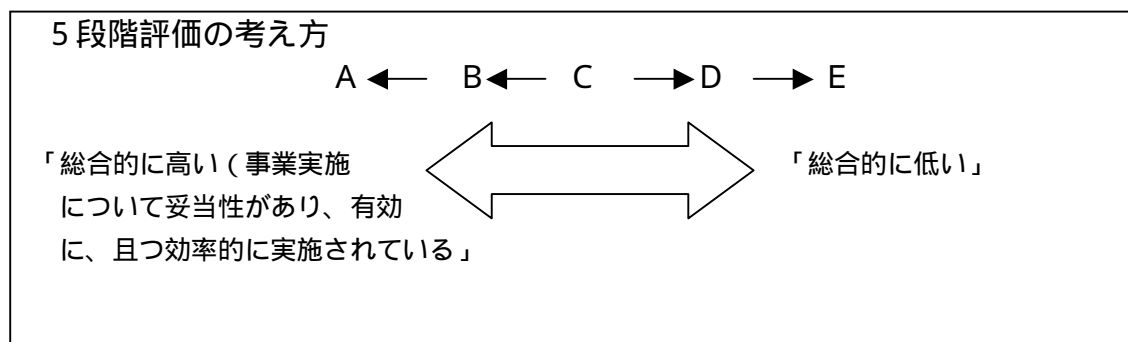 ５段階評価の考え方
A ← B ← C → D → E
「総合的に高い（事業実施
「総合的に低い」
について妥当性があり、有効
に、且つ効率的に実施されている」